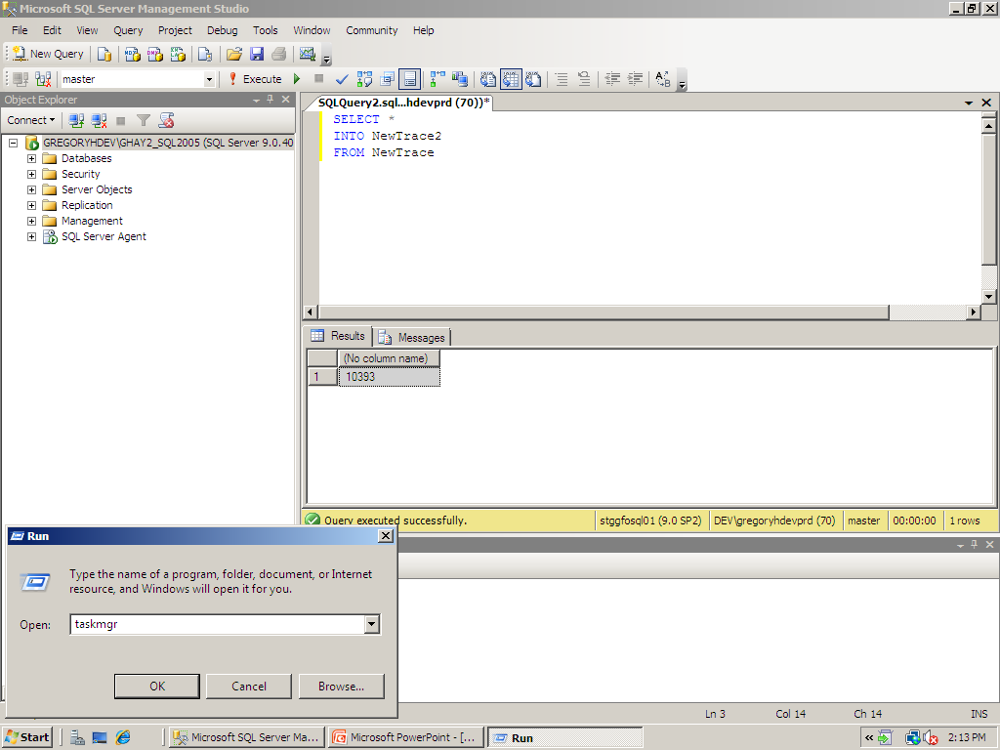 Microsoft SQL Server Management Studio
File Edit View Query Project Debug Tools Window Community Help
New Query
master Execute
Object Explorer
Connect
GREGORYHDEV\GHAY2_SQL2005 (SQL Server 9.0.40
Databases
Security
Server Objects
Replication
Management
SQL Server Agent
SQLQuery2.sql...hdevprd (70))*
SELECT *
INTO NewTrace2
FROM NewTrace
Results Messages
(No column name)
1 10393
Query executed successfully. stggfosql01 (9.0 SP2) DEV\gregoryhdevprd (70) master 00:00:00 1 rows
Run
Type the name of a program, folder, document, or Internet
resource, and Windows will open it for you.
Open: taskmgr
OK Cancel Browse...
Ln 3 Col 14 Ch 14 INS
Start Microsoft SQL Server Ma... Microsoft PowerPoint - [... Run 2:13 PM